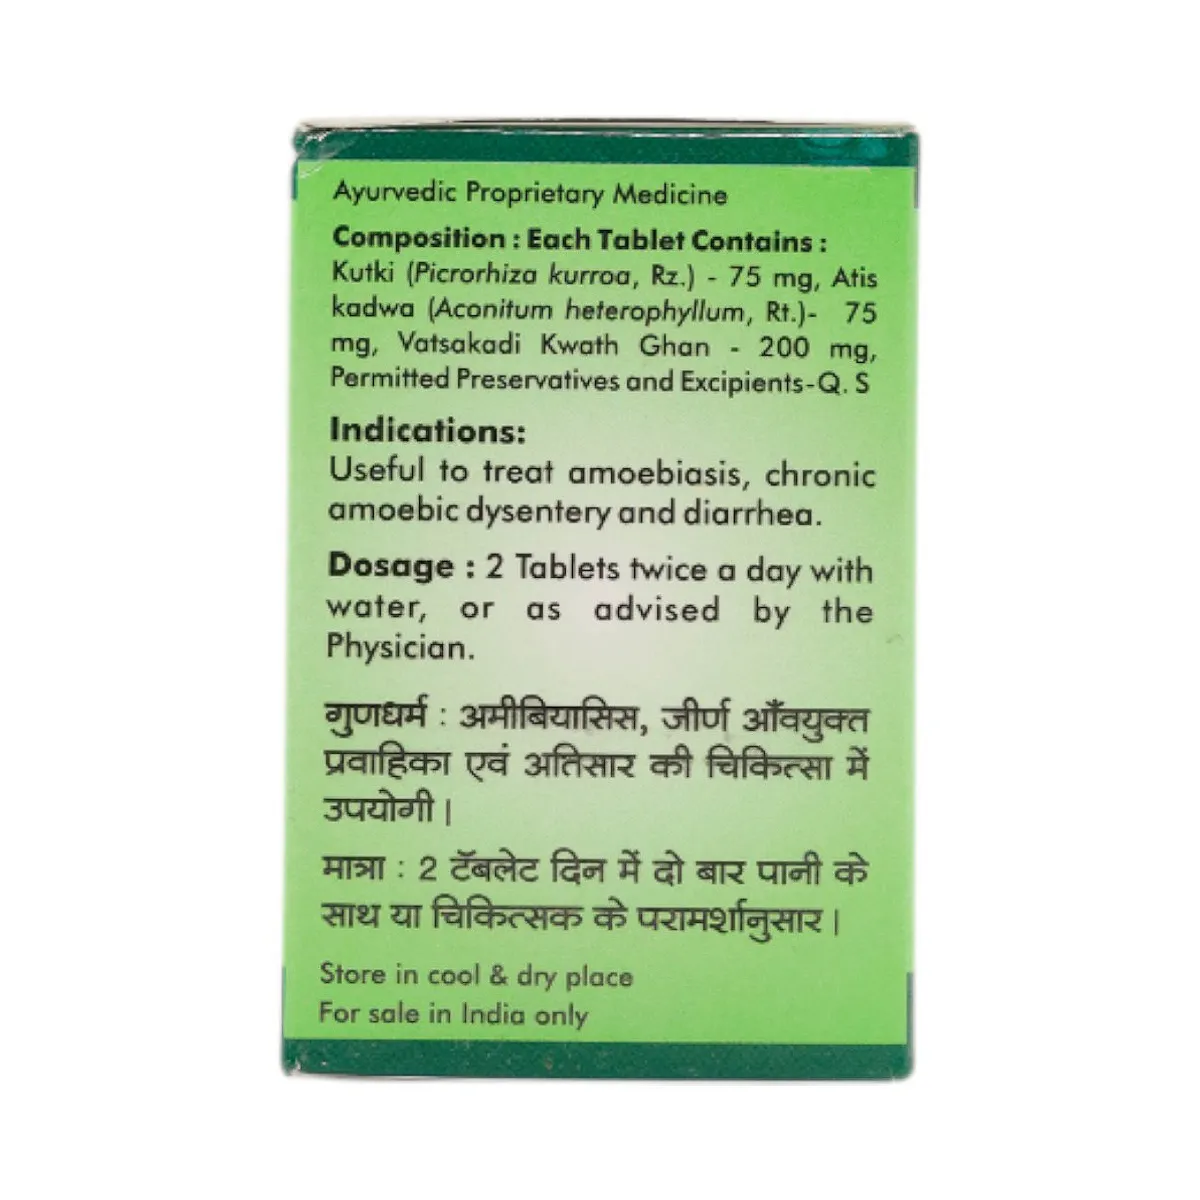 Ayurvedic Proprietary Medicine
Composition : Each Tablet Contains :
Kutki (Picrorhiza kurroa, Rz.) - 75 mg, Atis
kadwa (Aconitum heterophyllum, Rt.)- 75
mg, Vatsakadi Kwath Ghan - 200 mg,
Permitted Preservatives and Excipients-Q. S
Indications:
Useful to treat amoebiasis, chronic
amoebic dysentery and diarrhea.
Dosage : 2 Tablets twice a day with
water, or as advised by the
Physician.
गुणधर्म : अमीबियासिस, जीर्ण आँवयुक्त
प्रवाहिका एवं अतिसार की चिकित्सा में
उपयोगी।
मात्रा : 2 टॅबलेट दिन में दो बार पानी के
साथ या चिकित्सक के परामर्शानुसार।
Store in cool & dry place
For sale in India only